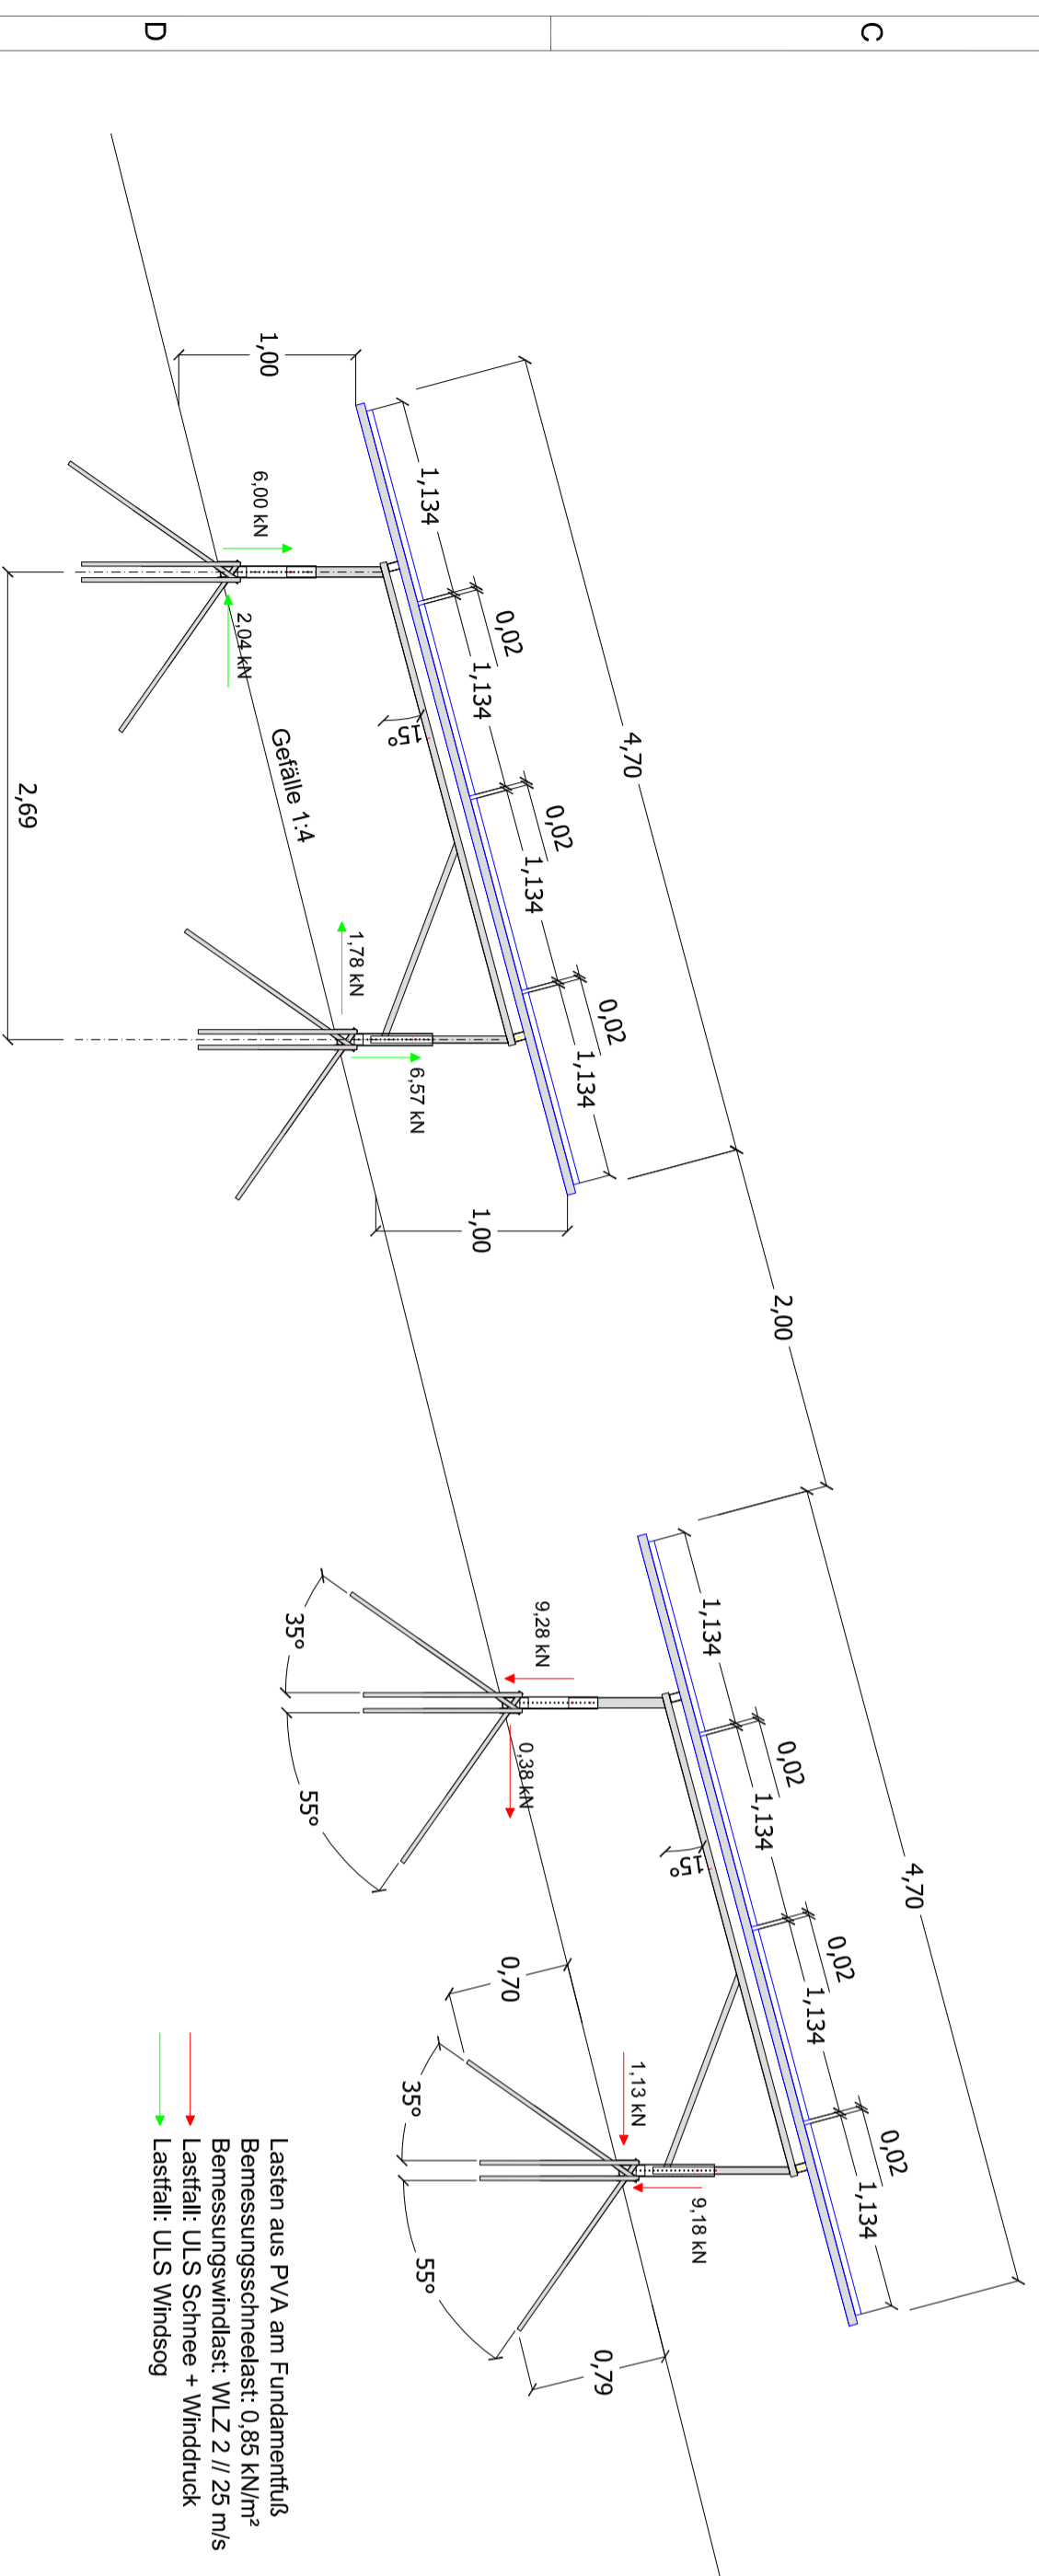 D
C
4,70
2,00
4,70
1,134
0,02
1,134
0,02
1,134
0,02
1,134
1,134
0,02
1,134
0,02
1,134
0,02
1,134
1,00
15°
1,00
15°
6,00 kN
2,04 kN
Gefälle 1:4
1,78 kN
6,57 kN
2,69
9,28 kN
0,38 kN
35°
55°
0,70
1,13 kN
9,18 kN
35°
55°
0,79
Lasten aus PVA am Fundamentfuß
Bemessungsschneelast: 0,85 kN/m²
Bemessungswindlast: WLZ 2 // 25 m/s
Lastfall: ULS Schnee + Winddruck
Lastfall: ULS Windsog